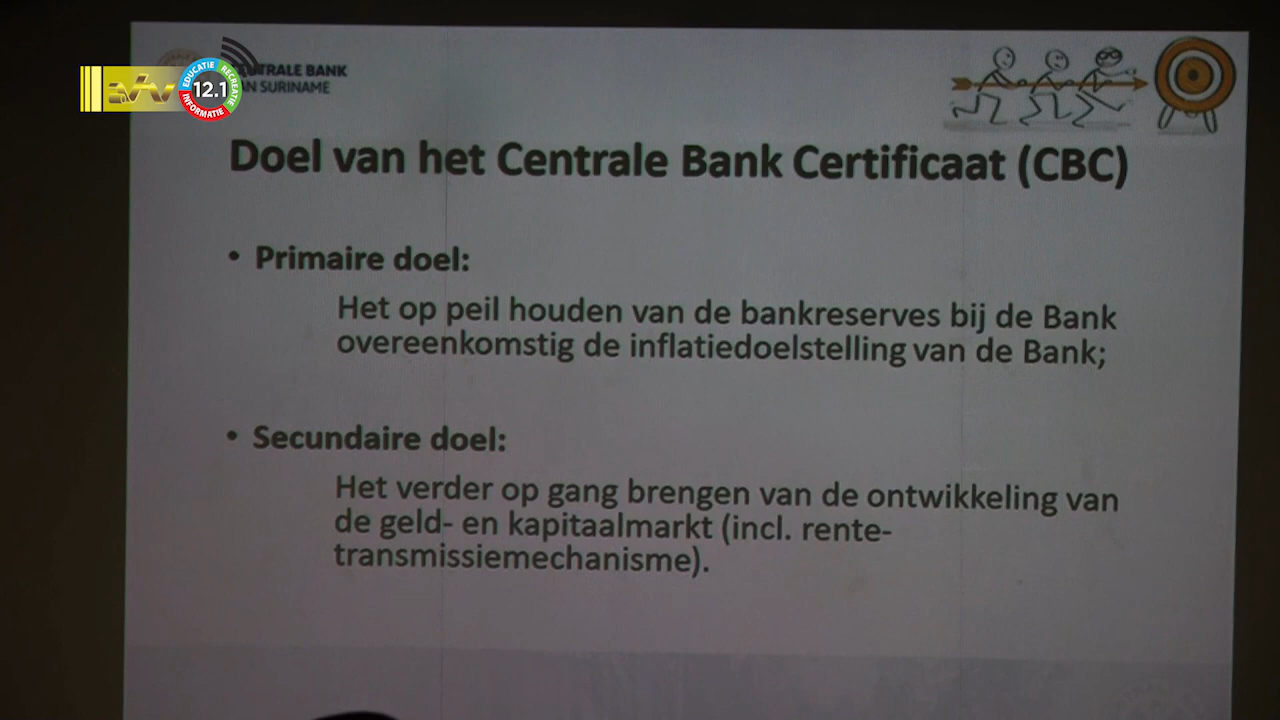 CENTRALE BANK
VAN SURINAME
EDUCATIE
RECREATIE
INFORMATIE
12.1
Doel van het Centrale Bank Certificaat (CBC)
• Primaire doel:
Het op peil houden van de bankreserves bij de Bank
overeenkomstig de inflatiedoelstelling van de Bank;
• Secundaire doel:
Het verder op gang brengen van de ontwikkeling van
de geld- en kapitaalmarkt (incl. rente-
transmissiemechanisme).